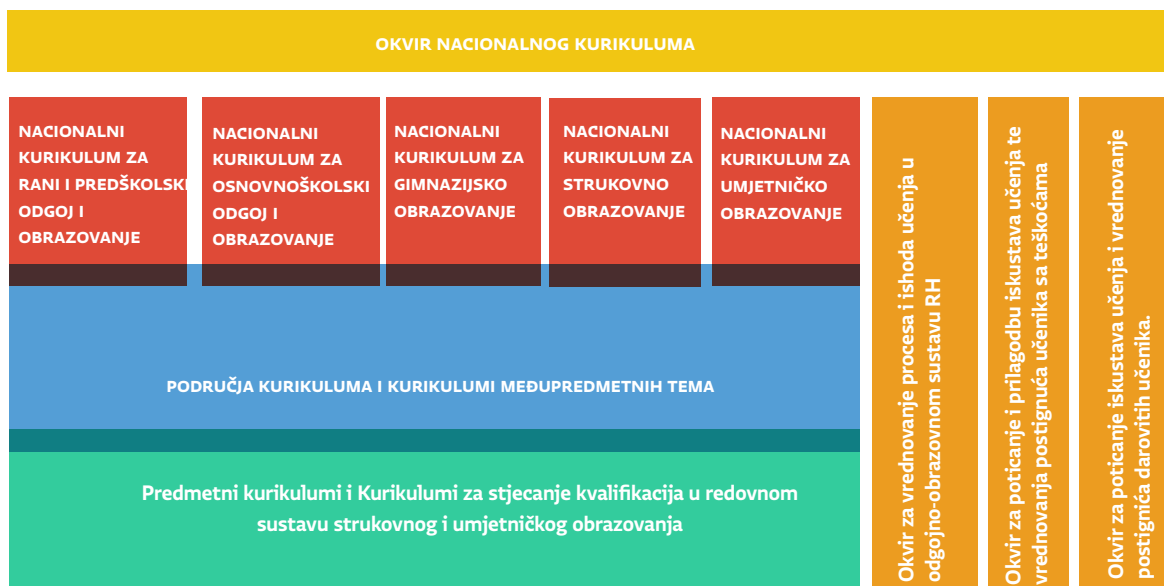 OKVIR NACIONALNOG KURIKULUMA
NACIONALNI
KURIKULUM ZA
RANI I PREDŠKOLSKI
ODGOJ I
OBRAZOVANJE
NACIONALNI
KURIKULUM ZA
OSNOVNOŠKOLSKI
ODGOJ I
OBRAZOVANJE
NACIONALNI
KURIKULUM ZA
GIMNAZIJSKO
OBRAZOVANJE
NACIONALNI
KURIKULUM ZA
STRUKOVNO
OBRAZOVANJE
NACIONALNI
KURIKULUM ZA
UMJETNIČKO
OBRAZOVANJE
PODRUČJA KURIKULUMA I KURIKULUMI MEĐUPREDMETNIH TEMA
Predmetni kurikulumi i Kurikulumi za stjecanje kvalifikacija u redovnom
sustavu strukovnog i umjetničkog obrazovanja
Okvir za vrednovanje procesa i ishoda učenja u
odgojno-obrazovnom sustavu RH
Okvir za poticanje i prilagodbu iskustava učenja te
vrednovanja postignuća učenika sa teškoćama
Okvir za poticanje iskustava učenja i vrednovanje
postignića darovitih učenika.